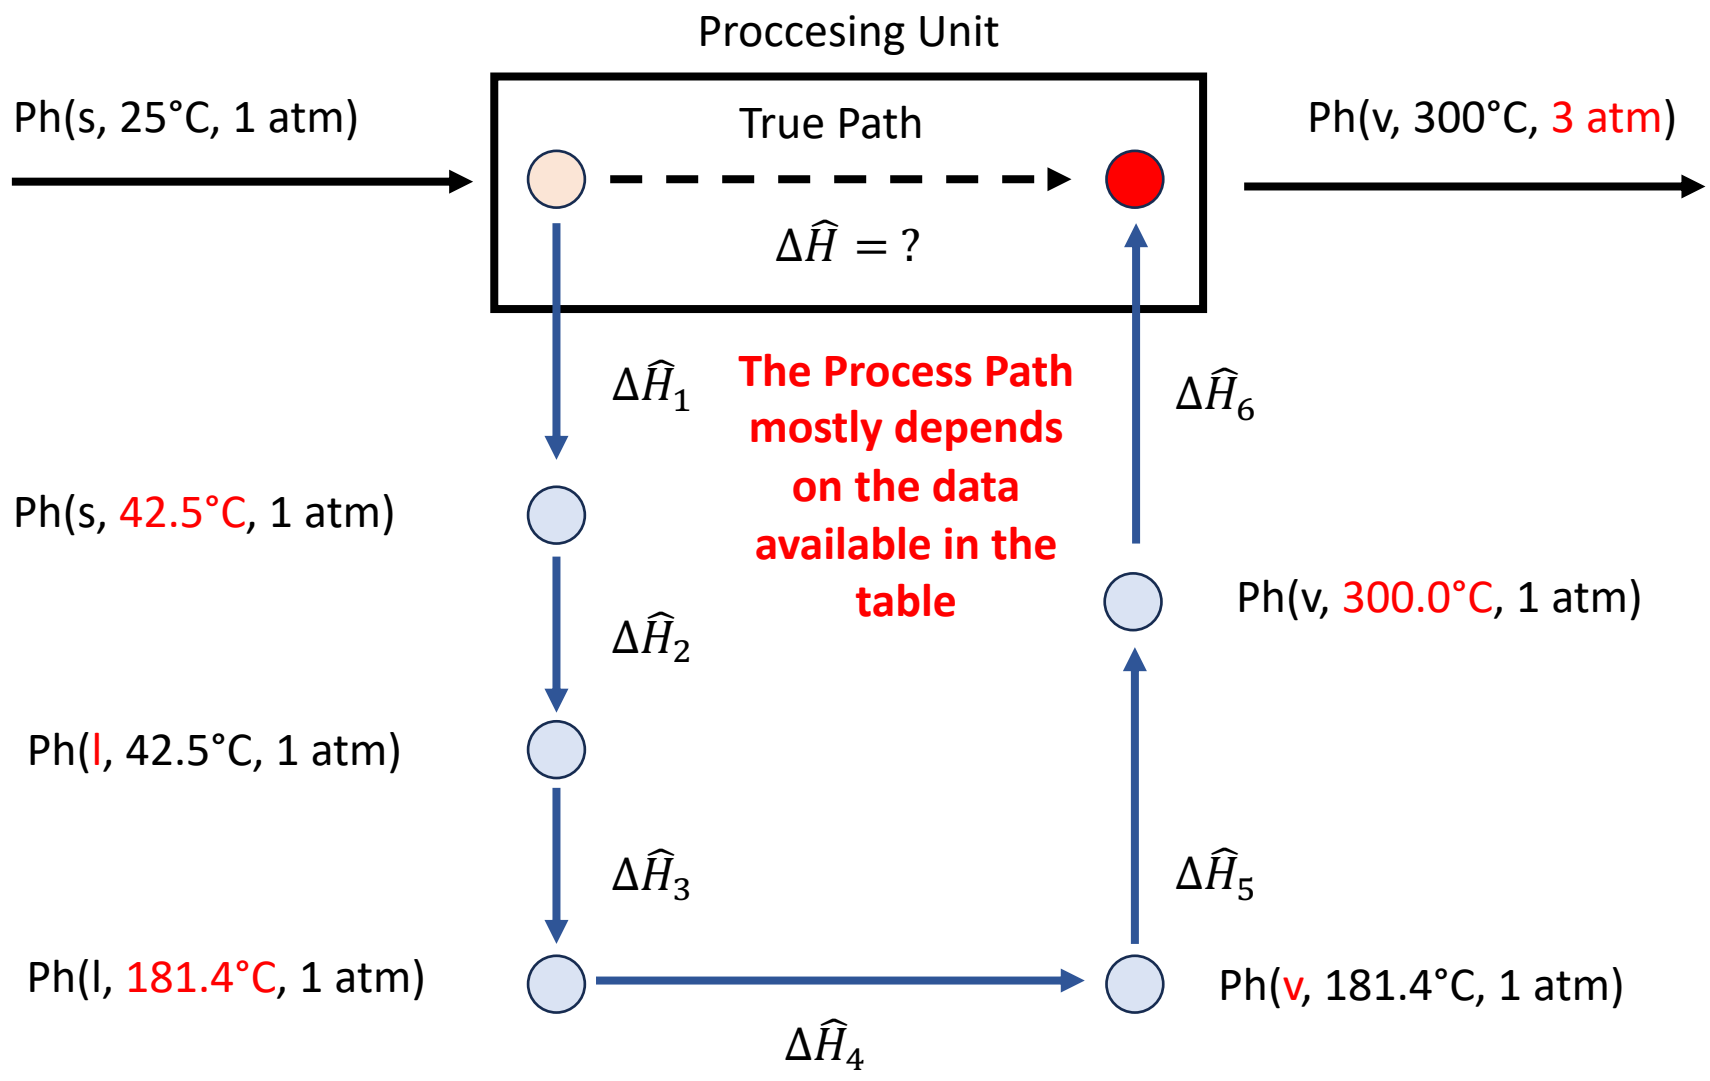 Proccesing Unit
Ph(s, 25°C, 1 atm)
True Path
Ph(v, 300°C, 3 atm)
ΔĤ = ?
ΔĤ₁
The Process Path
mostly depends
on the data
available in the
table
ΔĤ₆
Ph(s, 42.5°C, 1 atm)
ΔĤ₂
Ph(v, 300.0°C, 1 atm)
Ph(l, 42.5°C, 1 atm)
ΔĤ₃
ΔĤ₅
Ph(l, 181.4°C, 1 atm)
Ph(v, 181.4°C, 1 atm)
ΔĤ₄